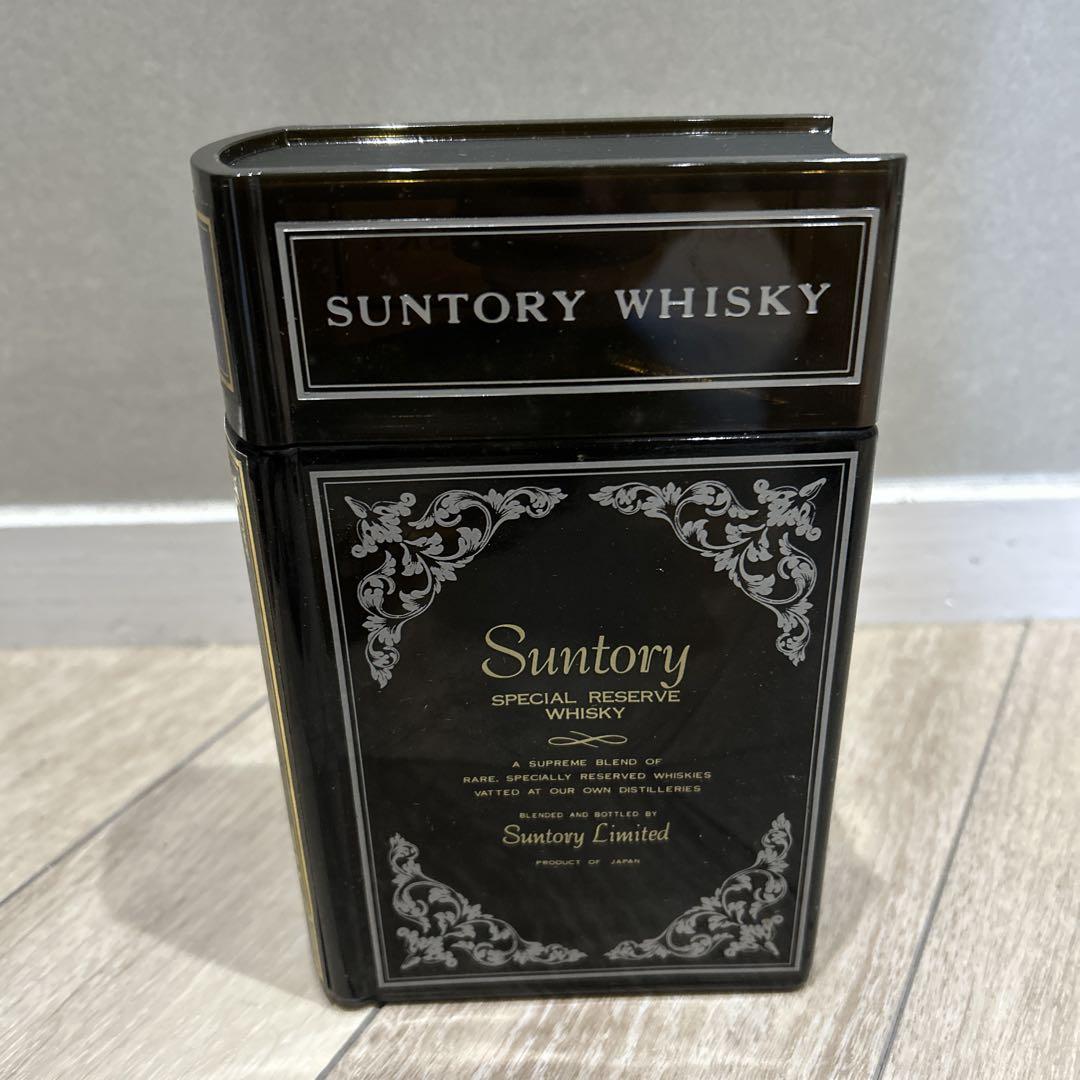 SUNTORY WHISKY
Suntory
SPECIAL RESERVE
WHISKY
A SUPREME BLEND OF
RARE, SPECIALLY RESERVED WHISKIES
VATTED AT OUR OWN DISTILLERIES
BLENDED AND BOTTLED BY
Suntory Limited
PRODUCT OF JAPAN